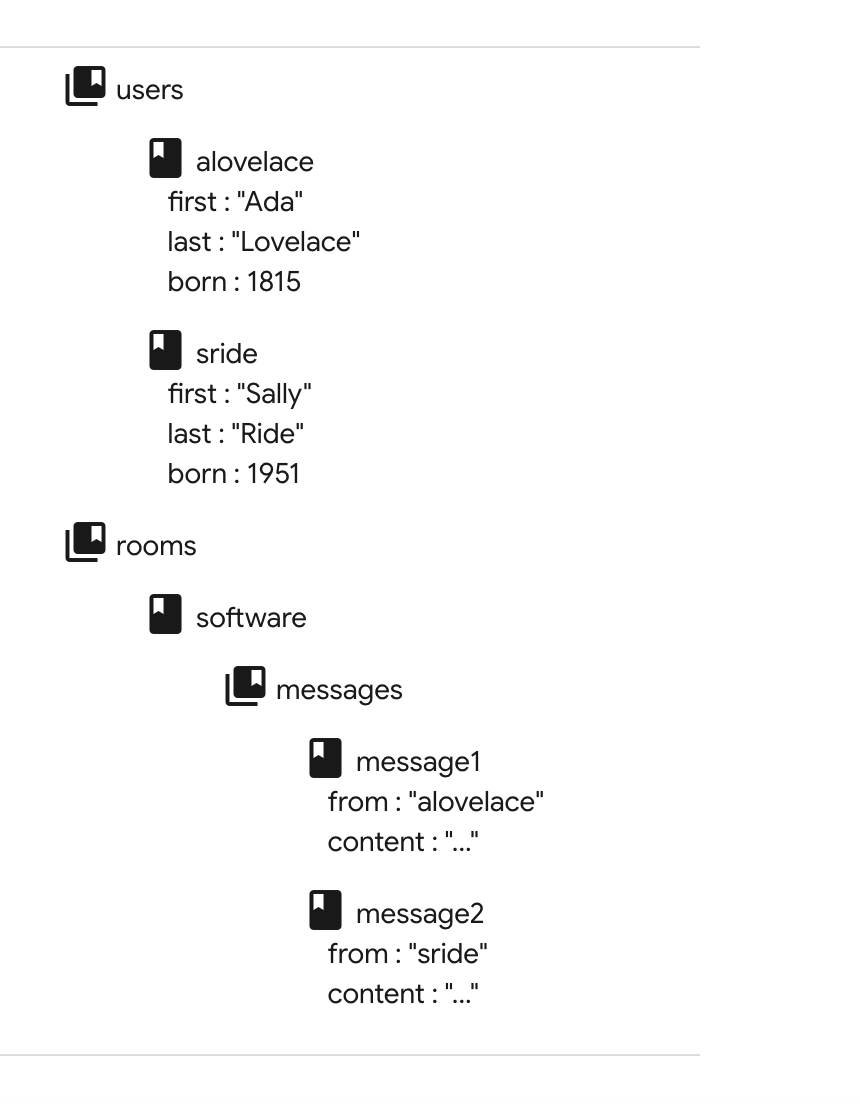 users
alovelace
first : "Ada"
last : "Lovelace"
born : 1815
sride
first : "Sally"
last : "Ride"
born : 1951
rooms
software
messages
message1
from : "alovelace"
content : "..."
message2
from : "sride"
content : "..."